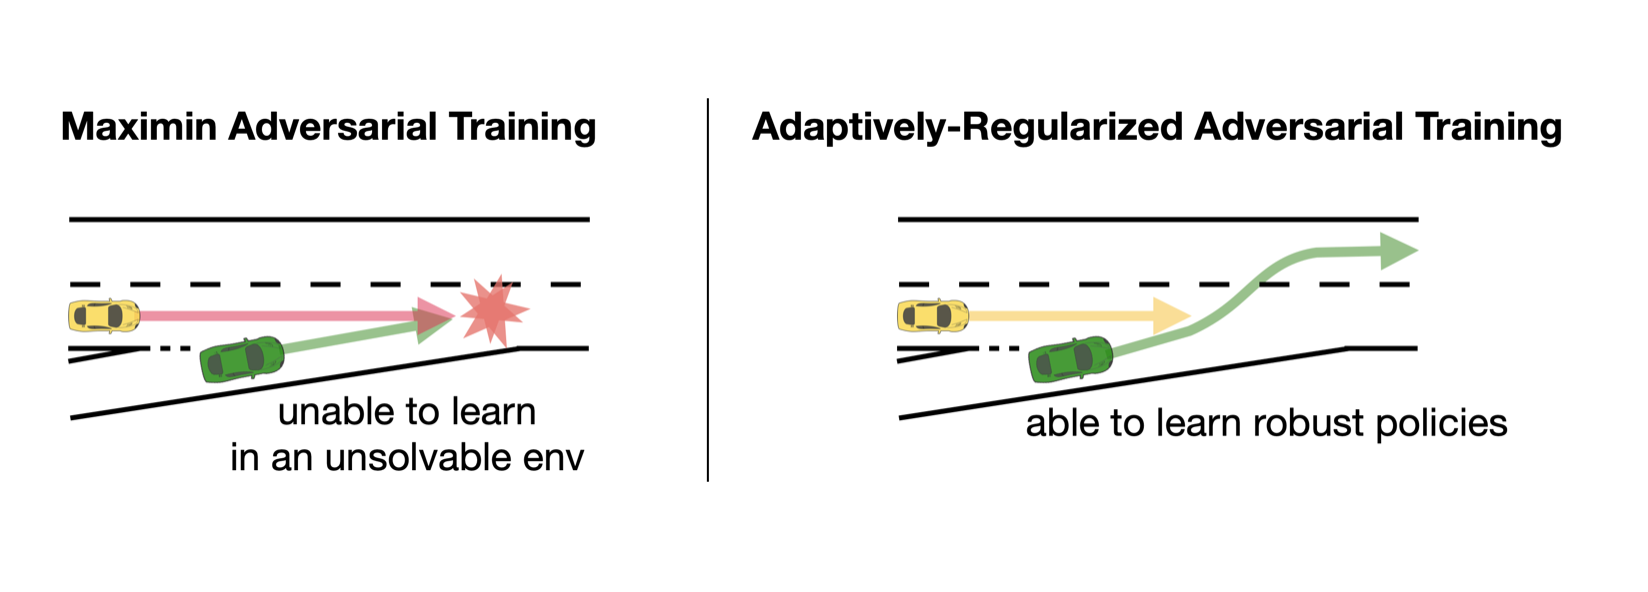 Maximin Adversarial Training
unable to learn
in an unsolvable env
Adaptively-Regularized Adversarial Training
able to learn robust policies